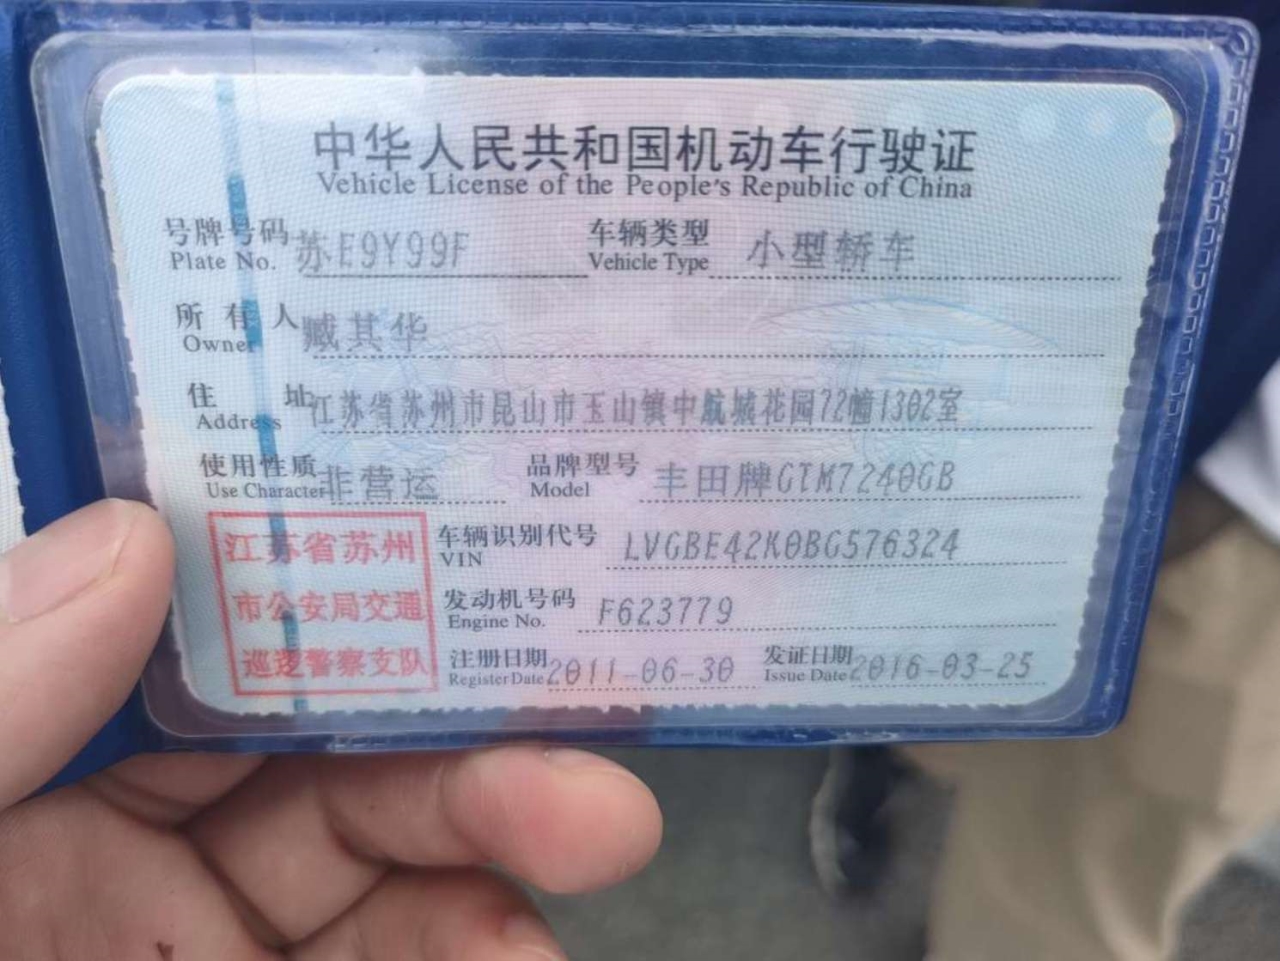 中华人民共和国机动车行驶证
Vehicle License of the People's Republic of China
号牌号码 苏E9Y99F 车辆类型 小型轿车
Plate No. Vehicle Type
所有人 臧其华
Owner
住址 江苏省苏州市昆山市玉山镇中航城花园72幢1302室
Address
使用性质 非营运 品牌型号 丰田牌GTM7240GB
Use Character Model
江苏省苏州
市公安局交通
巡逻警察支队
车辆识别代号 LVGBE42K0BG576324
VIN
发动机号码 F623779
Engine No.
注册日期 2011-06-30 发证日期 2016-03-25
Register Date Issue Date